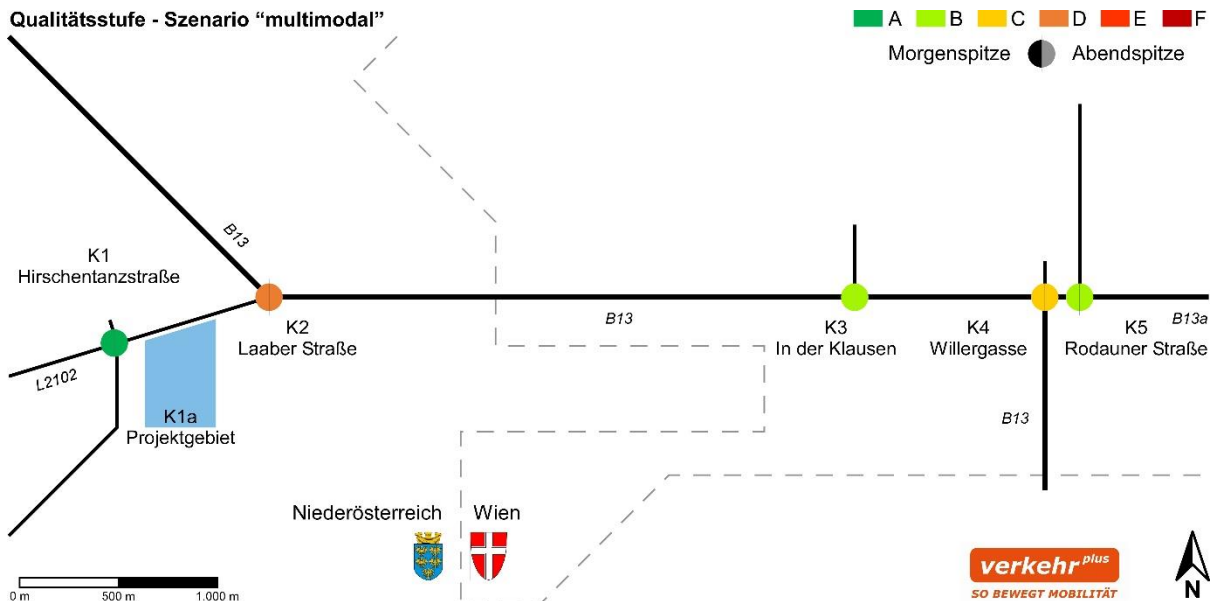 Qualitätsstufe - Szenario “multimodal”
A B C D E F
Morgenspitze Abendspitze
B13
K1
Hirschentanzstraße
K2
Laaber Straße
B13
K3
In der Klausen
K4
Willergasse
K5
Rodauner Straße
B13a
L2102
K1a
Projektgebiet
B13
Niederösterreich
Wien
0 m 500 m 1.000 m
verkehr plus
SO BEWEGT MOBILITÄT
N